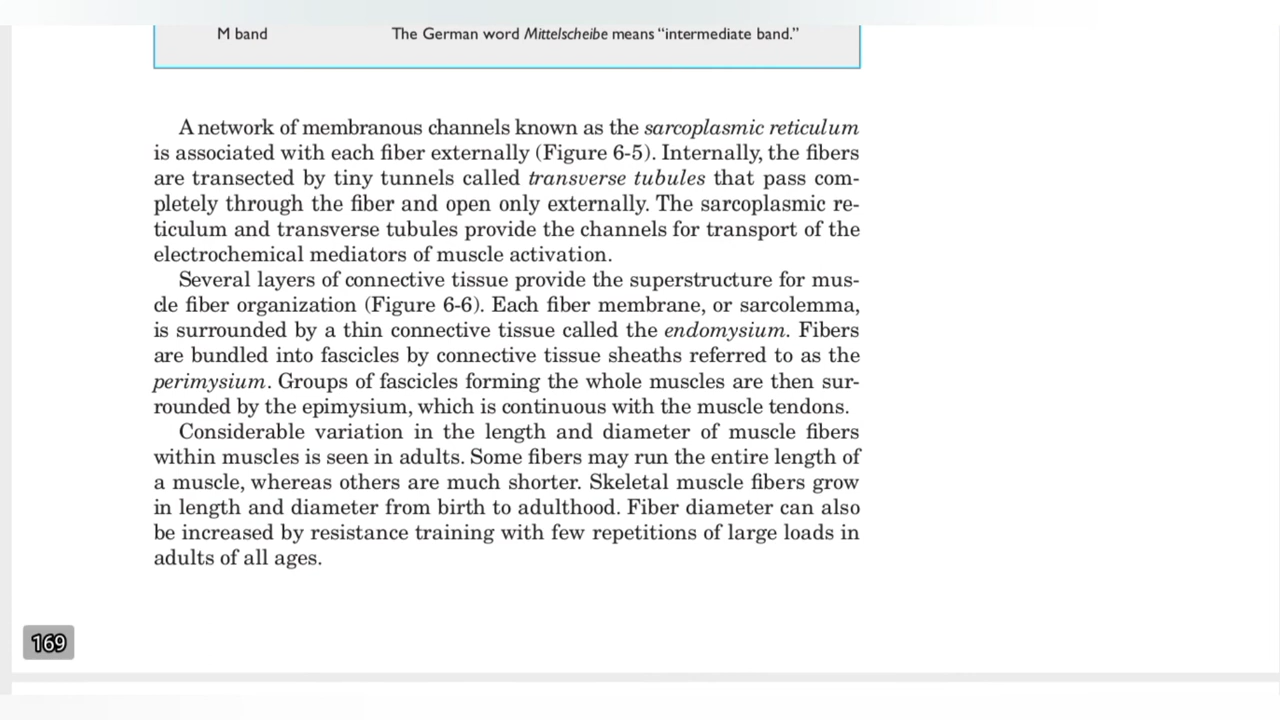 M band The German word Mittelscheibe means “intermediate band.”
A network of membranous channels known as the sarcoplasmic reticulum
is associated with each fiber externally (Figure 6-5). Internally, the fibers
are transected by tiny tunnels called transverse tubules that pass com-
pletely through the fiber and open only externally. The sarcoplasmic re-
ticulum and transverse tubules provide the channels for transport of the
electrochemical mediators of muscle activation.
Several layers of connective tissue provide the superstructure for mus-
cle fiber organization (Figure 6-6). Each fiber membrane, or sarcolemma,
is surrounded by a thin connective tissue called the endomysium. Fibers
are bundled into fascicles by connective tissue sheaths referred to as the
perimysium. Groups of fascicles forming the whole muscles are then sur-
rounded by the epimysium, which is continuous with the muscle tendons.
Considerable variation in the length and diameter of muscle fibers
within muscles is seen in adults. Some fibers may run the entire length of
a muscle, whereas others are much shorter. Skeletal muscle fibers grow
in length and diameter from birth to adulthood. Fiber diameter can also
be increased by resistance training with few repetitions of large loads in
adults of all ages.
169